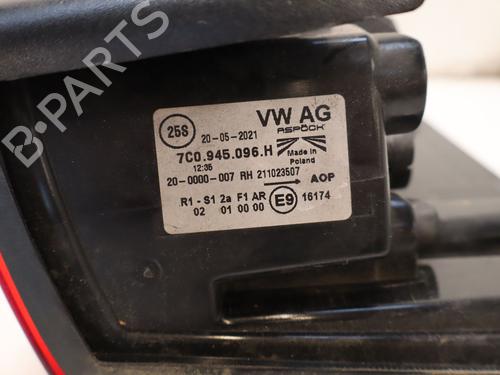 B-PARTS
25S
20-05-2021
VW AG
ASPÖCK
7C0.945.096.H
12:35
Made in
Poland
20-0000-007 RH 211023507
AOP
R1 - S1 2a F1 AR
02 01 00 00
E9
16174